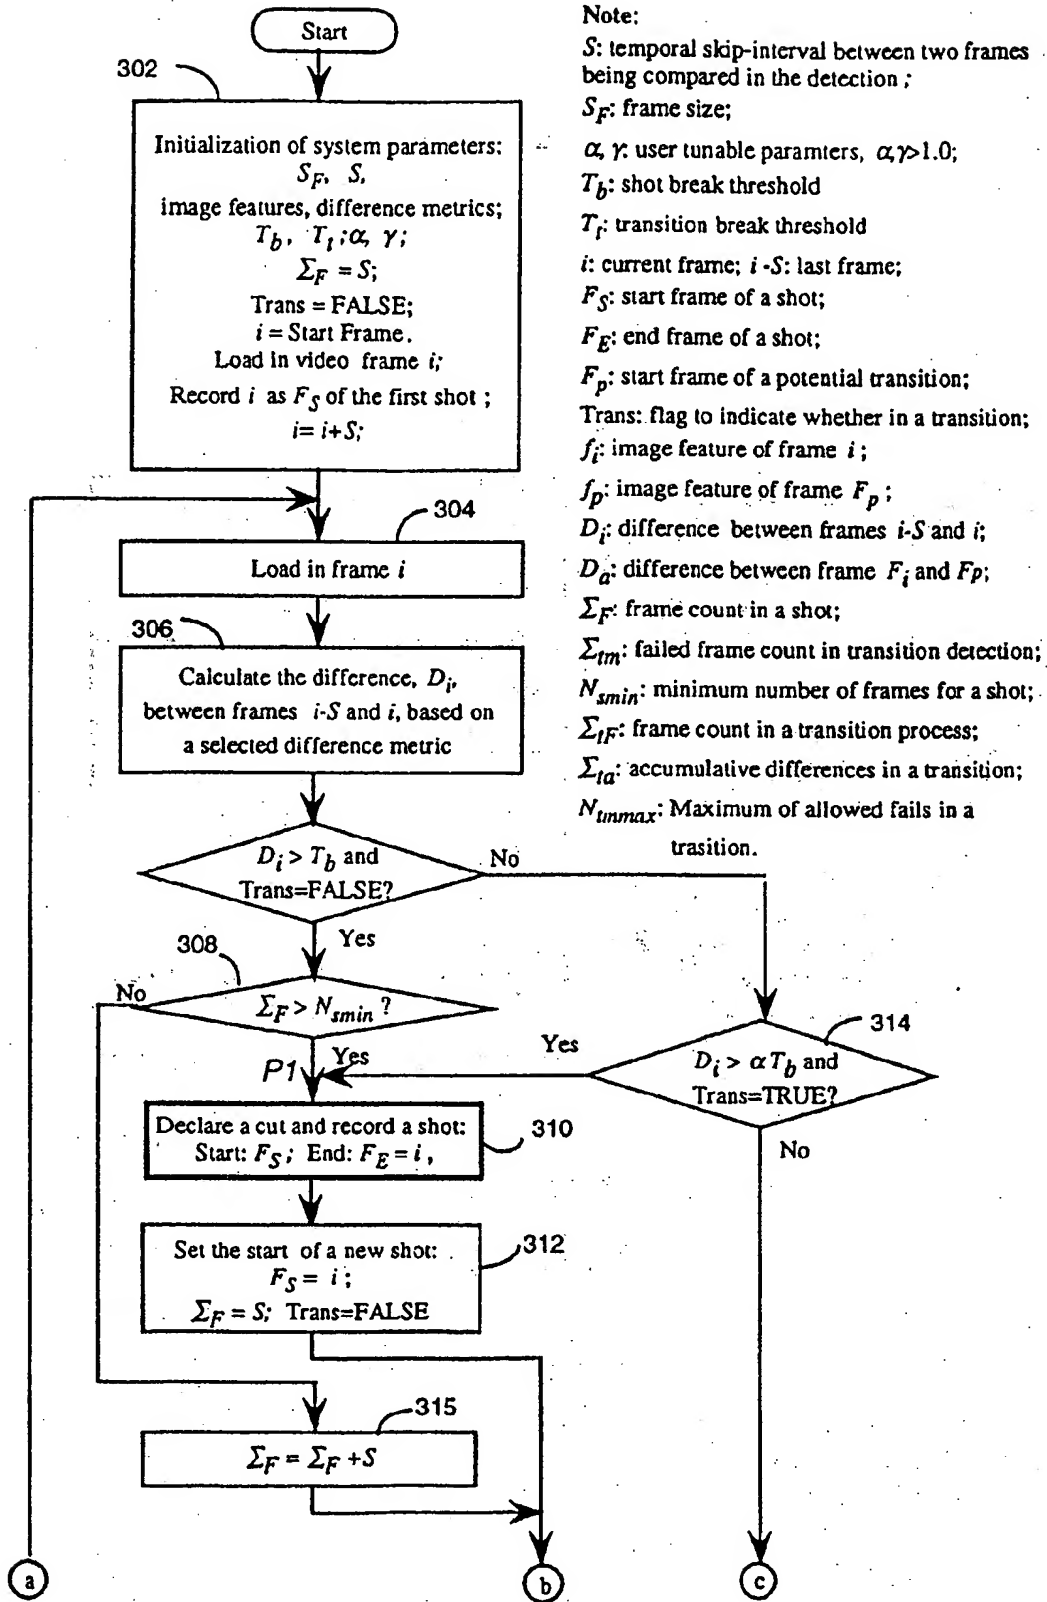 Start
302
Initialization of system parameters:
S_F, S,
image features, difference metrics;
T_b, T_t; α, γ;
Σ_F = S;
Trans = FALSE;
i = Start Frame.
Load in video frame i;
Record i as F_S of the first shot ;
i= i+S;
304
Load in frame i
306
Calculate the difference, D_i,
between frames i-S and i, based on
a selected difference metric
D_i > T_b and
Trans=FALSE?
No
Yes
308
No
Σ_F > N_smin ?
P1
Yes
Yes
314
D_i > α T_b and
Trans=TRUE?
No
Declare a cut and record a shot:
Start: F_S; End: F_E = i,
310
Set the start of a new shot:
F_S = i ;
Σ_F = S; Trans=FALSE
312
315
Σ_F = Σ_F +S
a
b
c
Note:
S: temporal skip-interval between two frames
being compared in the detection ;
S_F: frame size;
α, γ: user tunable paramters, α,γ>1.0;
T_b: shot break threshold
T_t: transition break threshold
i: current frame; i -S: last frame;
F_S: start frame of a shot;
F_E: end frame of a shot;
F_p: start frame of a potential transition;
Trans: flag to indicate whether in a transition;
f_i: image feature of frame i ;
f_p: image feature of frame F_p ;
D_i: difference between frames i-S and i;
D_a: difference between frame F_i and Fp;
Σ_F: frame count in a shot;
Σ_tm: failed frame count in transition detection;
N_smin: minimum number of frames for a shot;
Σ_tF: frame count in a transition process;
Σ_ta: accumulative differences in a transition;
N_tmmax: Maximum of allowed fails in a
trasition.